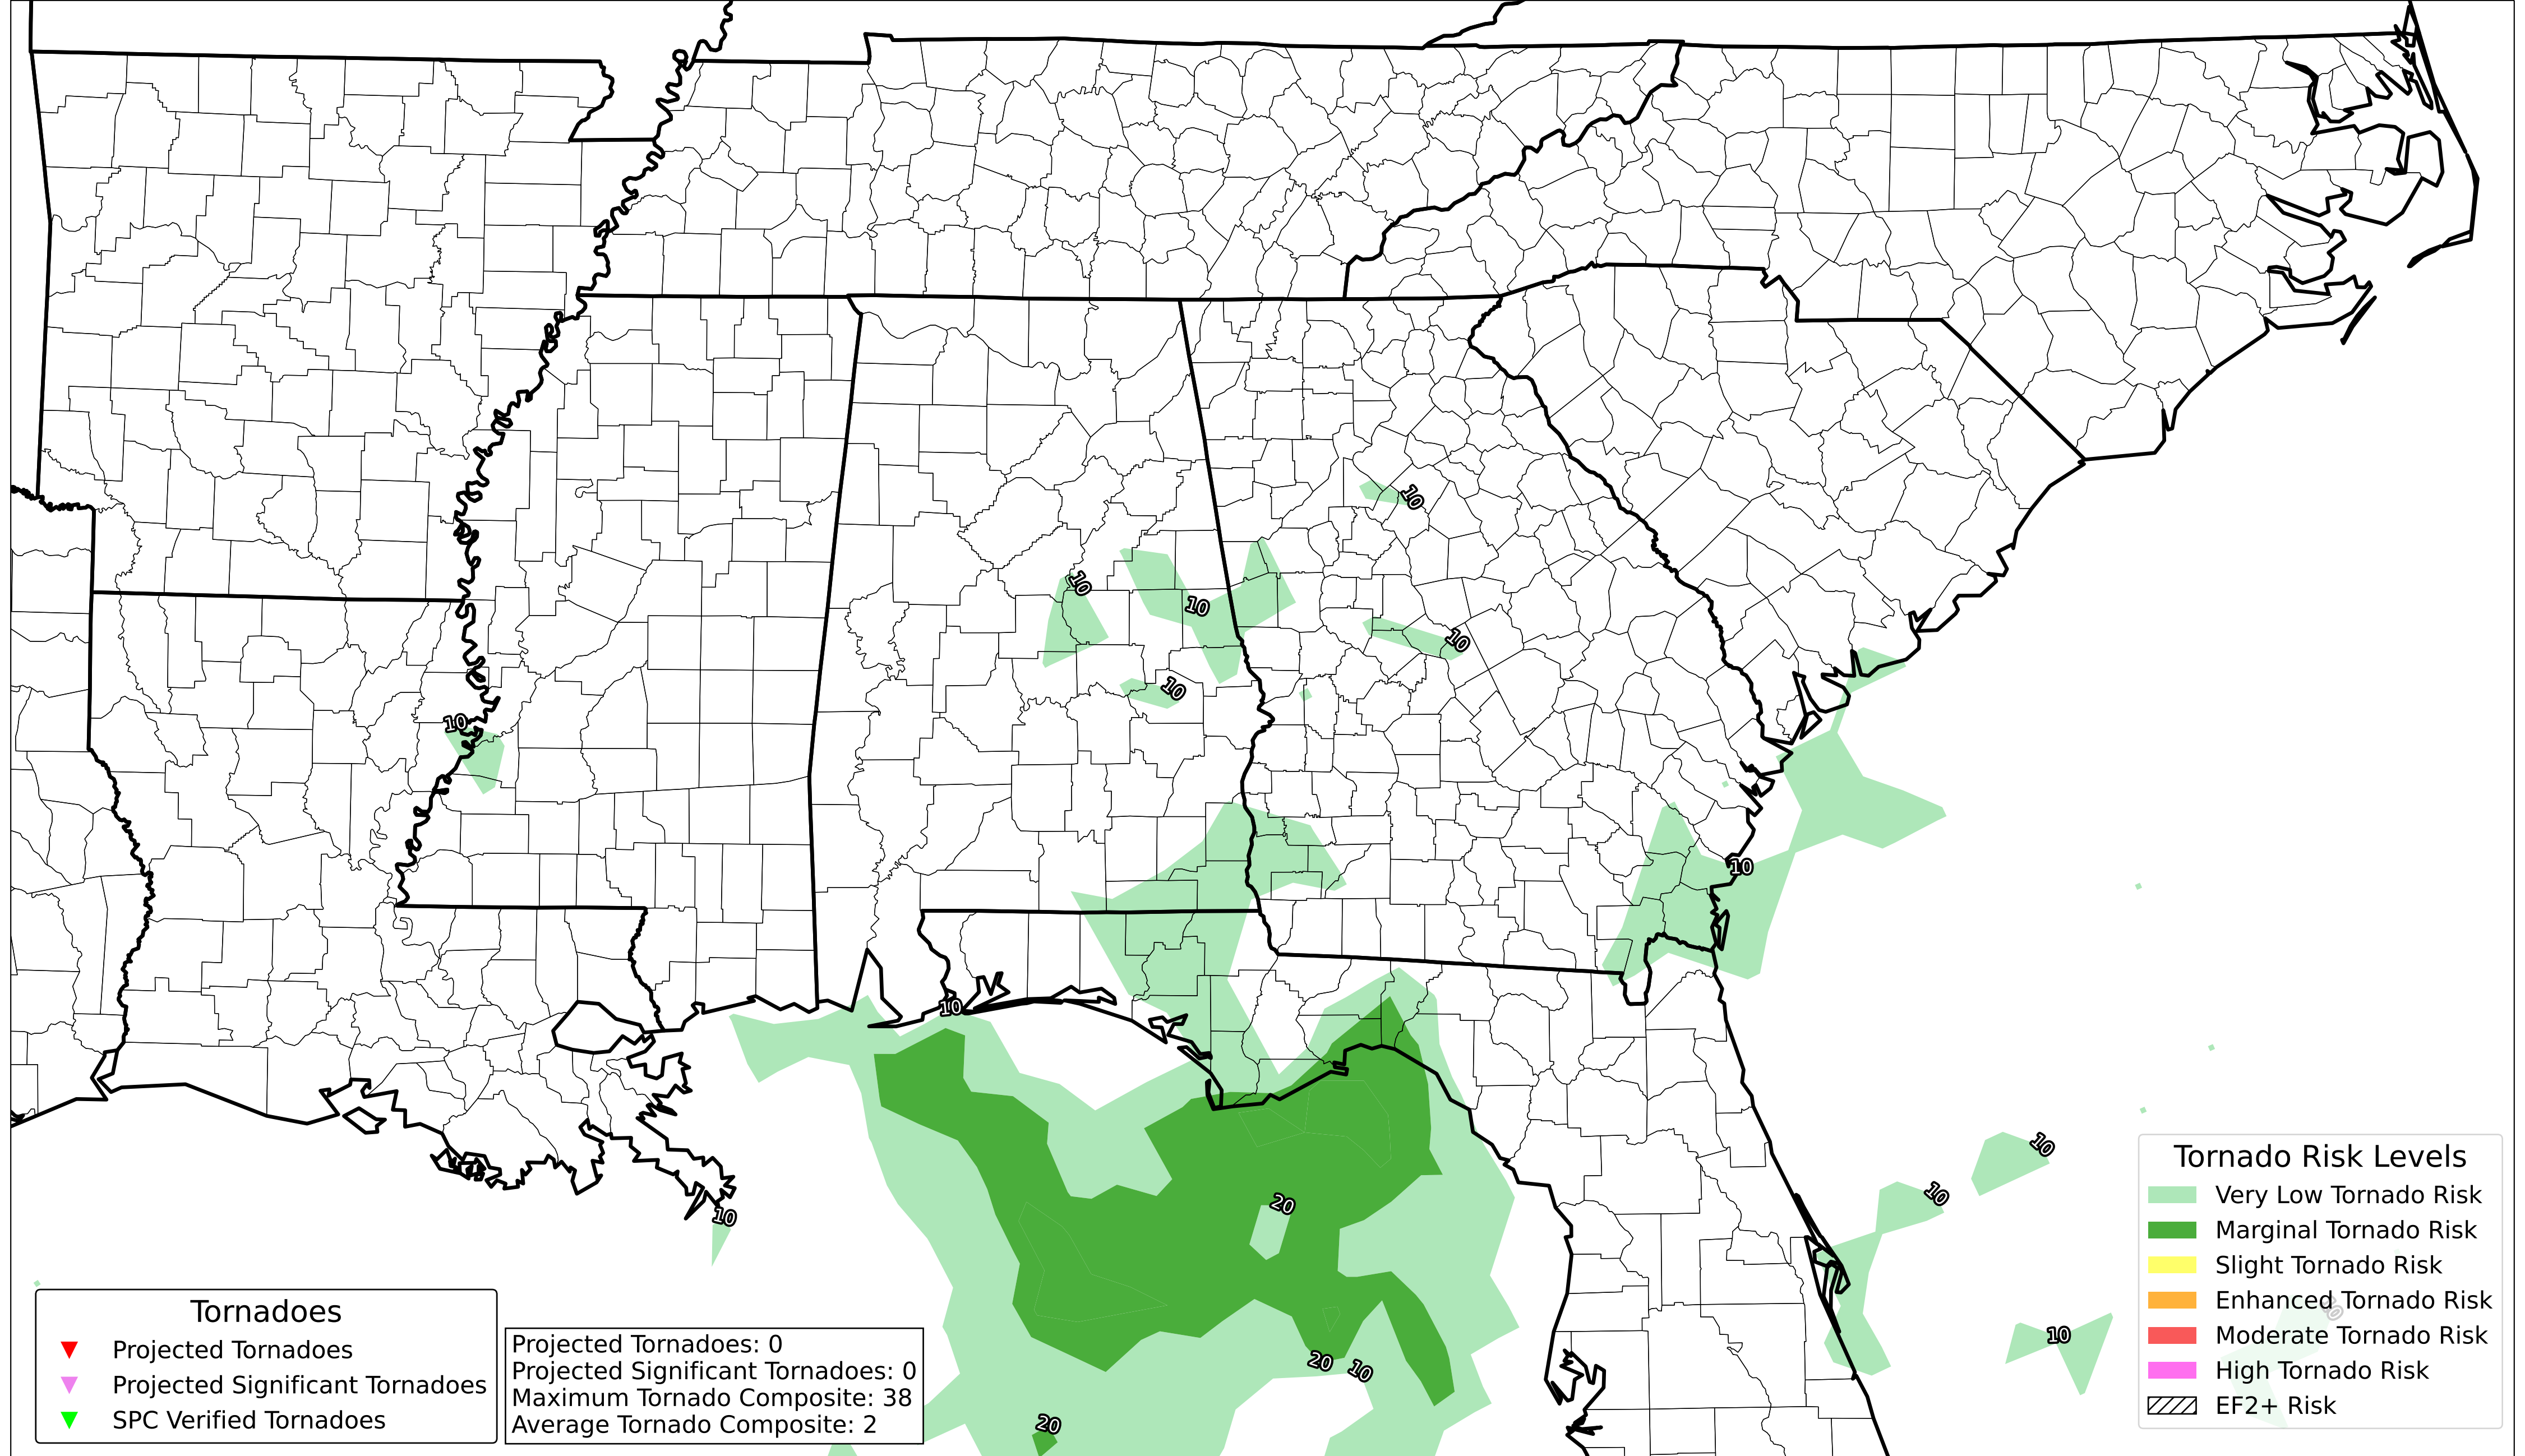 10
10
10
10
10
10
10
10
10
20
10
10
10
20
10
20
10
20
Tornado Risk Levels
Very Low Tornado Risk
Marginal Tornado Risk
Slight Tornado Risk
Enhanced Tornado Risk
Moderate Tornado Risk
High Tornado Risk
EF2+ Risk
Tornadoes
Projected Tornadoes
Projected Significant Tornadoes
SPC Verified Tornadoes
Projected Tornadoes: 0
Projected Significant Tornadoes: 0
Maximum Tornado Composite: 38
Average Tornado Composite: 2